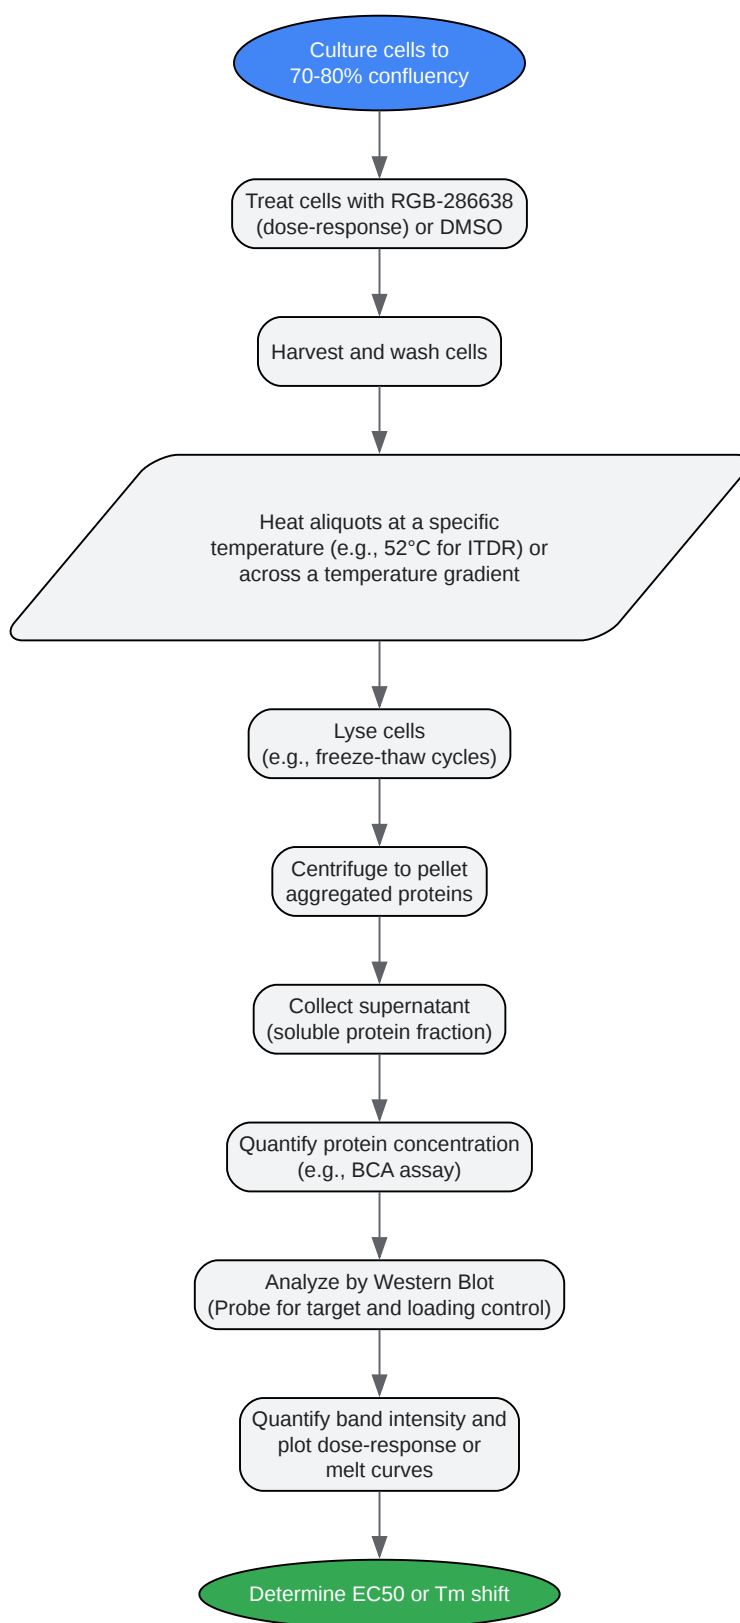 Culture cells to
70-80% confluency
Treat cells with RGB-286638
(dose-response) or DMSO
Harvest and wash cells
Heat aliquots at a specific
temperature (e.g., 52°C for ITDR) or
across a temperature gradient
Lyse cells
(e.g., freeze-thaw cycles)
Centrifuge to pellet
aggregated proteins
Collect supernatant
(soluble protein fraction)
Quantify protein concentration
(e.g., BCA assay)
Analyze by Western Blot
(Probe for target and loading control)
Quantify band intensity and
plot dose-response or
melt curves
Determine EC50 or Tm shift